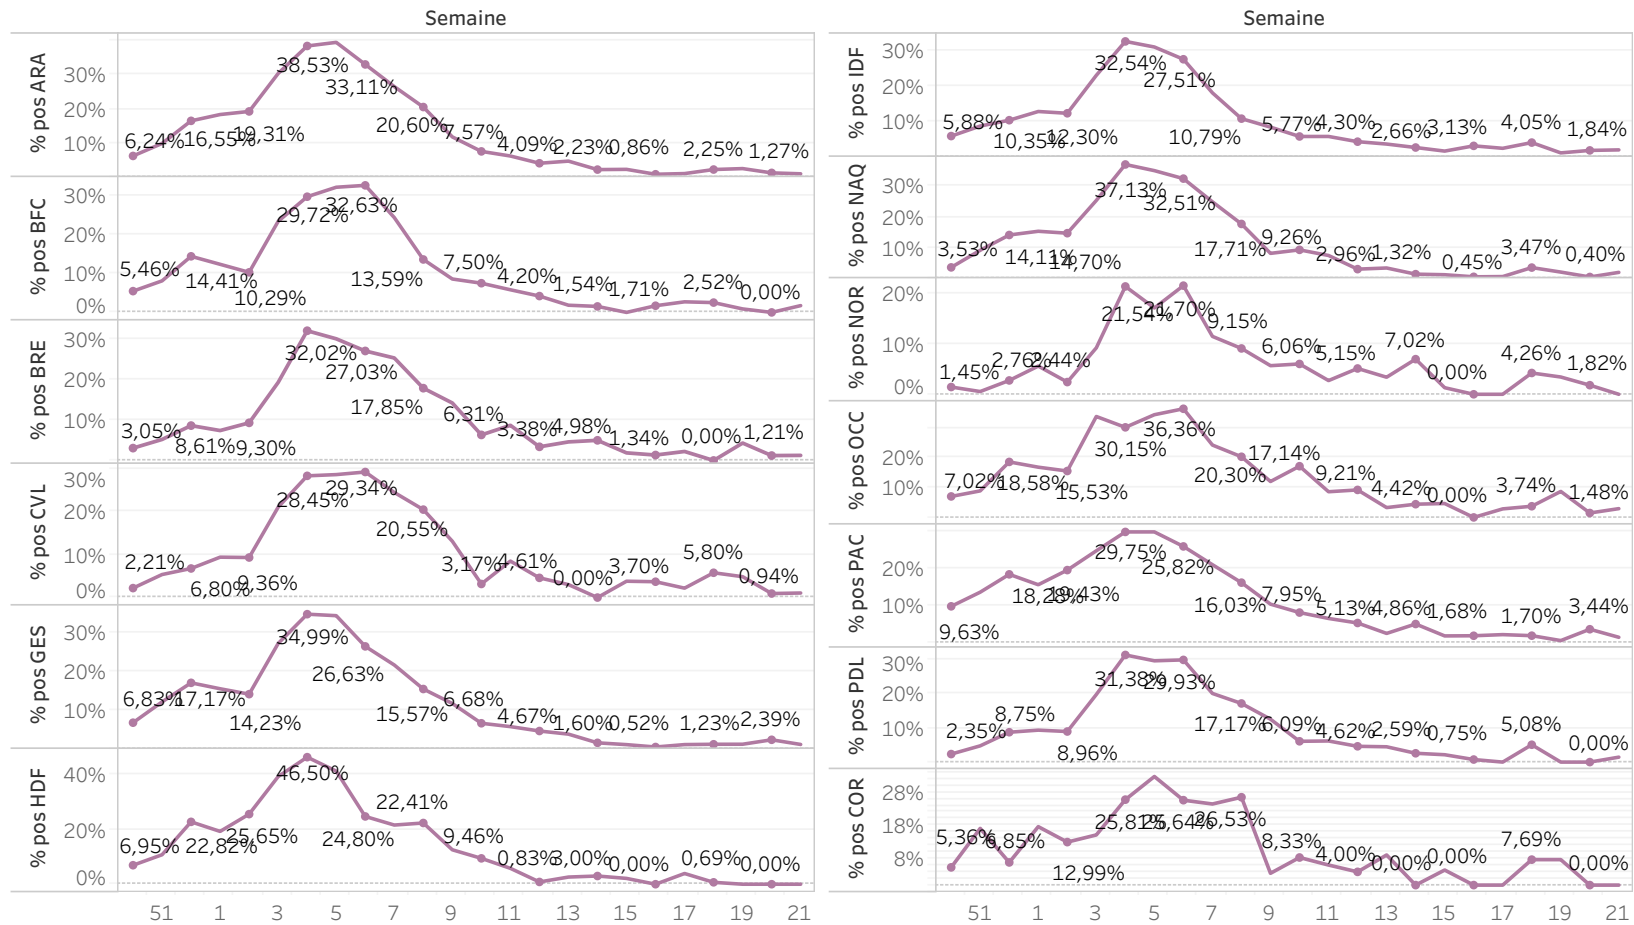 Semaine
% pos ARA
30%
20%
10%
6,24% 16,55% 19,31% 38,53% 33,11% 20,60% 7,57% 4,09% 2,23% 0,86% 2,25% 1,27%
% pos BFC
30%
20%
10%
0%
5,46% 14,41% 10,29% 29,72% 32,63% 13,59% 7,50% 4,20% 1,54% 1,71% 2,52% 0,00%
% pos BRE
30%
20%
10%
3,05% 8,61% 9,30% 32,02% 27,03% 17,85% 6,31% 3,38% 4,98% 1,34% 0,00% 1,21%
% pos CVL
30%
20%
10%
0%
2,21% 6,80% 9,36% 28,45% 29,34% 20,55% 3,17% 4,61% 0,00% 3,70% 5,80% 0,94%
% pos GES
30%
20%
10%
6,83% 17,17% 14,23% 34,99% 26,63% 15,57% 6,68% 4,67% 1,60% 0,52% 1,23% 2,39%
% pos HDF
40%
20%
0%
6,95% 22,82% 25,65% 46,50% 24,80% 22,41% 9,46% 0,83% 3,00% 0,00% 0,69% 0,00%
51 1 3 5 7 9 11 13 15 17 19 21
Semaine
% pos IDF
30%
20%
10%
5,88% 10,35% 12,30% 32,54% 27,51% 10,79% 5,77% 4,30% 2,66% 3,13% 4,05% 1,84%
% pos NAQ
30%
20%
10%
3,53% 14,11% 14,70% 37,13% 32,51% 17,71% 9,26% 2,96% 1,32% 0,45% 3,47% 0,40%
% pos NOR
20%
10%
0%
1,45% 2,76% 2,44% 21,54% 21,70% 9,15% 6,06% 5,15% 7,02% 0,00% 4,26% 1,82%
% pos OCC
20%
10%
7,02% 18,58% 15,53% 30,15% 36,36% 20,30% 17,14% 9,21% 4,42% 0,00% 3,74% 1,48%
% pos PAC
20%
10%
9,63% 18,28% 19,43% 29,75% 25,82% 16,03% 7,95% 5,13% 4,86% 1,68% 1,70% 3,44%
% pos PDL
30%
20%
10%
2,35% 8,75% 8,96% 31,38% 29,93% 17,17% 6,09% 4,62% 2,59% 0,75% 5,08% 0,00%
% pos COR
28%
18%
8%
5,36% 6,85% 12,99% 25,81% 25,64% 26,53% 8,33% 4,00% 0,00% 0,00% 7,69% 0,00%
51 1 3 5 7 9 11 13 15 17 19 21